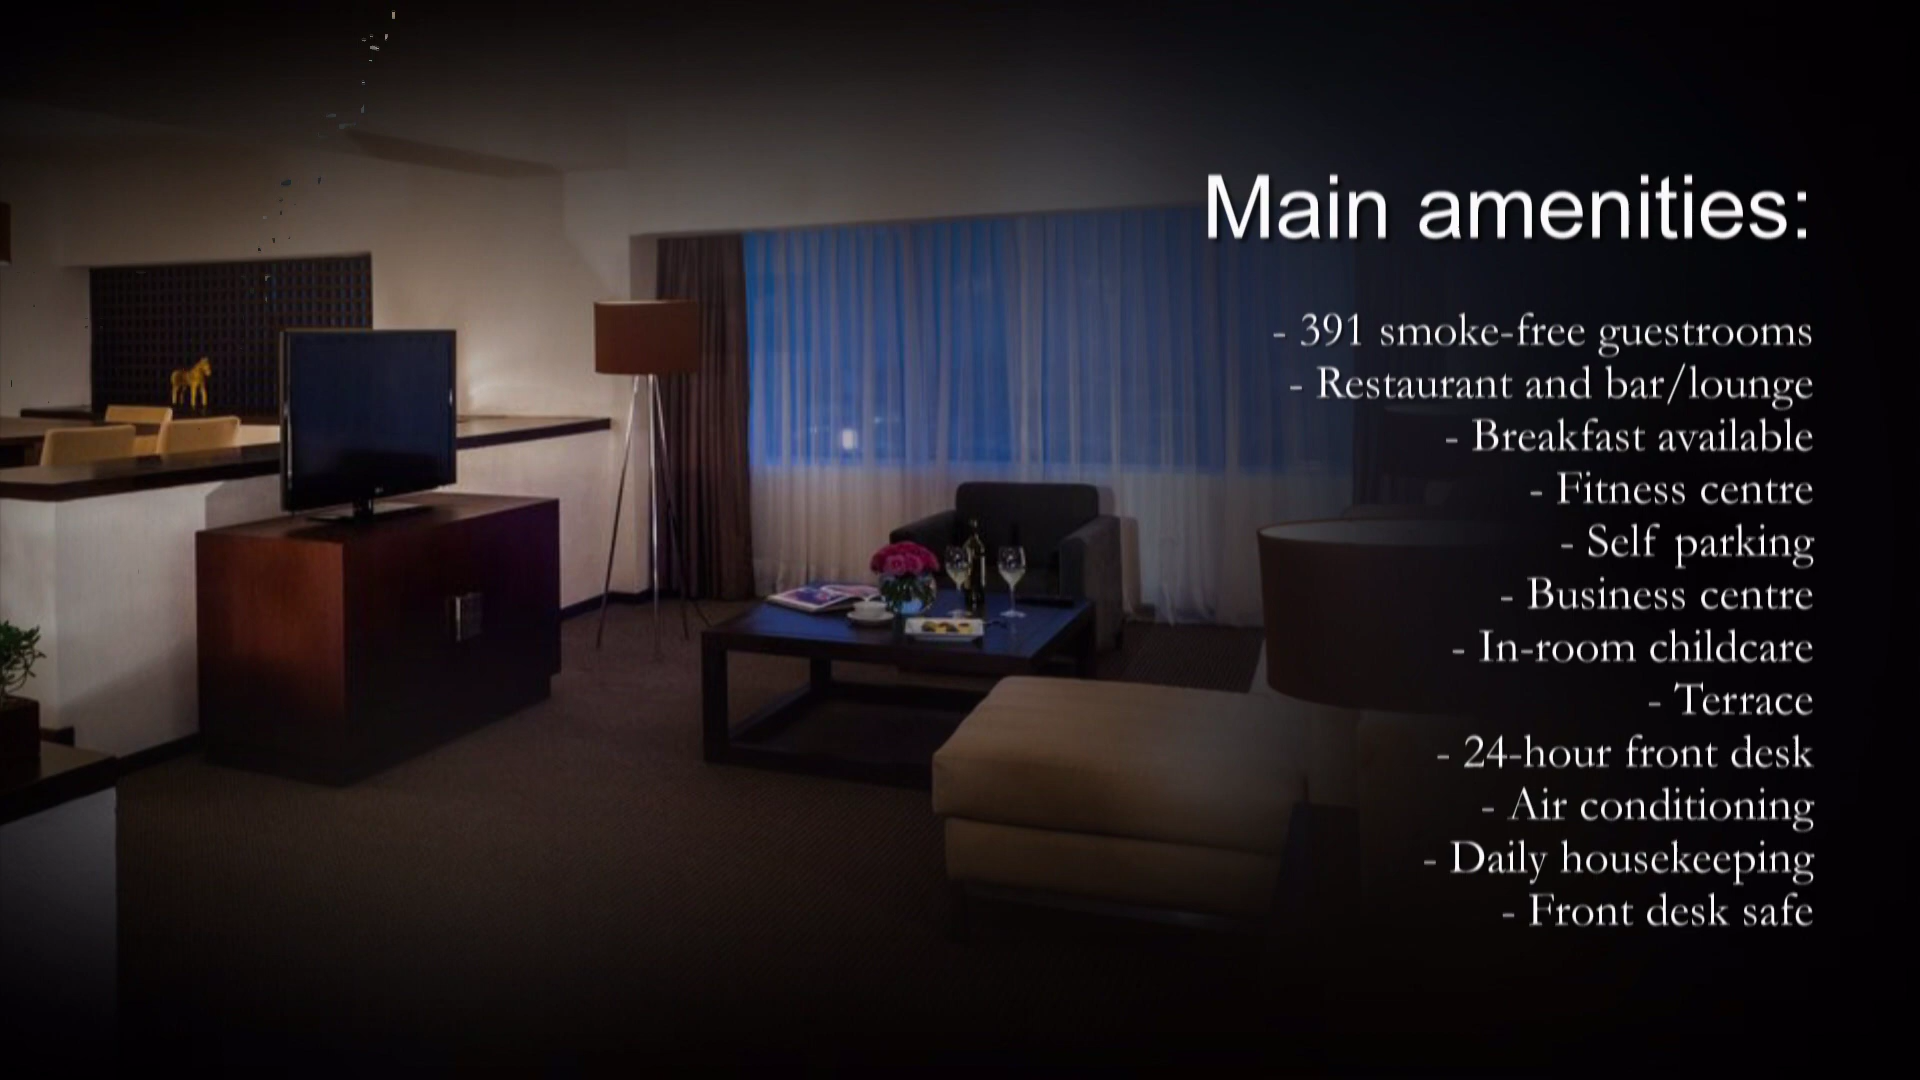 Main amenities:
- 391 smoke-free guestrooms
- Restaurant and bar/lounge
- Breakfast available
- Fitness centre
- Self parking
- Business centre
- In-room childcare
- Terrace
- 24-hour front desk
- Air conditioning
- Daily housekeeping
- Front desk safe